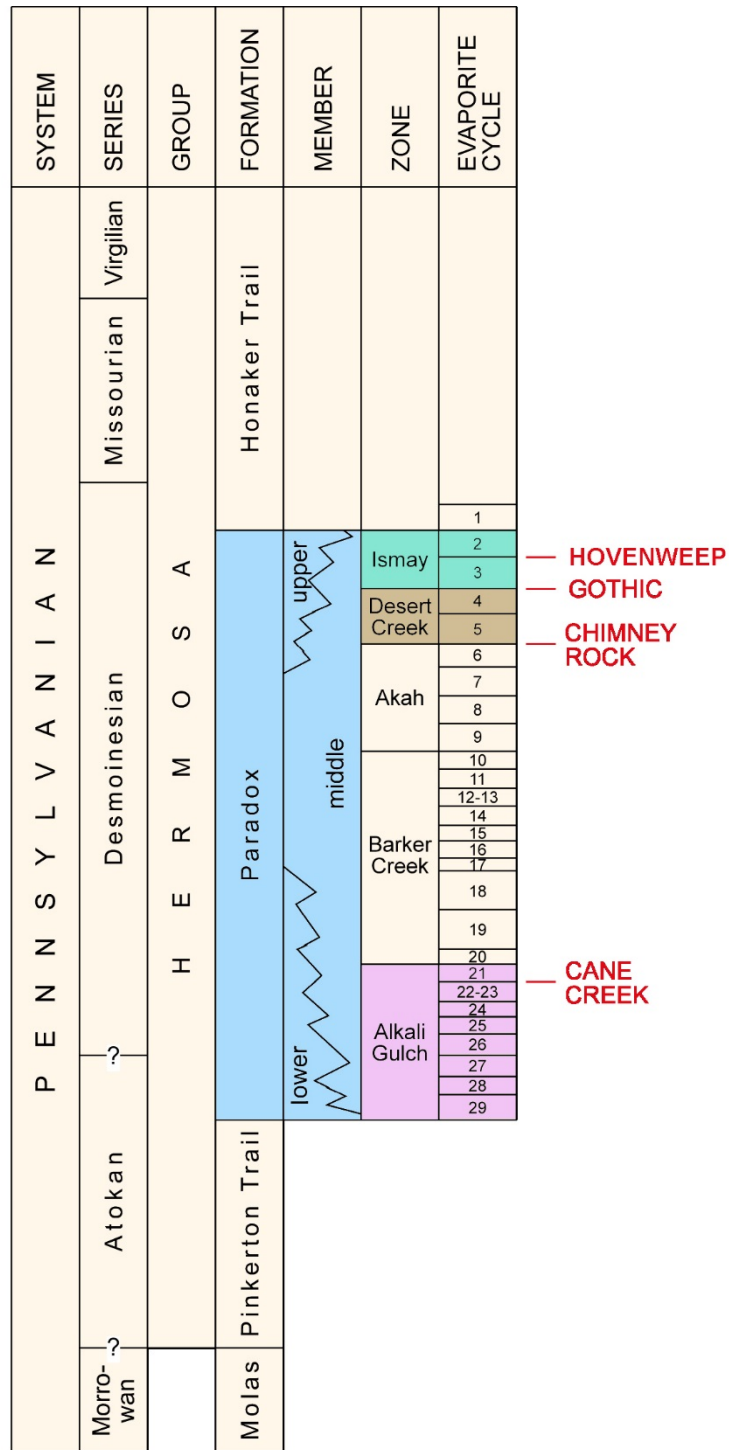 SYSTEM
SERIES
GROUP
FORMATION
MEMBER
ZONE
EVAPORITE
CYCLE
PENNSYLVANIAN
Virgilian
Missourian
Desmoinesian
?
Atokan
?
Morro-
wan
HERMOSA
Honaker Trail
Paradox
Pinkerton Trail
Molas
upper
middle
lower
Ismay
Desert
Creek
Akah
Barker
Creek
Alkali
Gulch
1
2
3
4
5
6
7
8
9
10
11
12-13
14
15
16
17
18
19
20
21
22-23
24
25
26
27
28
29
HOVENWEEP
GOTHIC
CHIMNEY
ROCK
CANE
CREEK